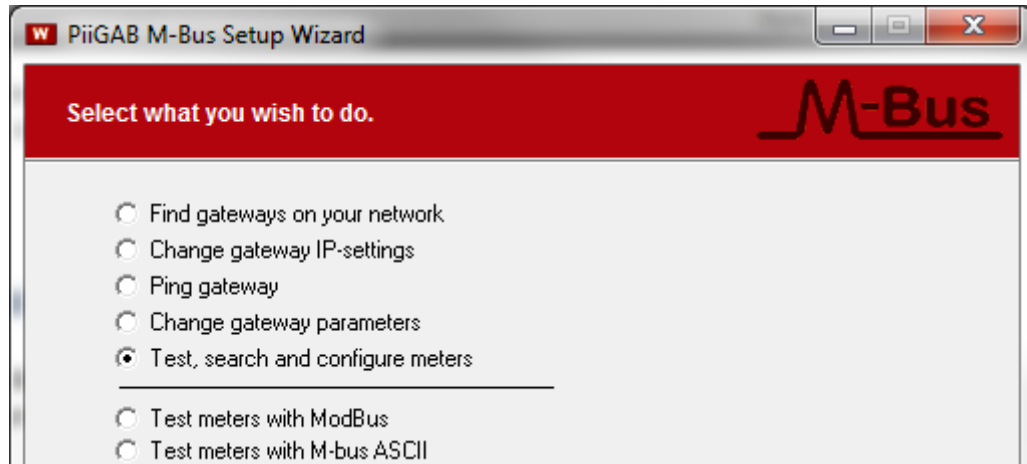 W PiiGAB M-Bus Setup Wizard
Select what you wish to do.
M-Bus
Find gateways on your network
Change gateway IP-settings
Ping gateway
Change gateway parameters
Test, search and configure meters
Test meters with ModBus
Test meters with M-bus ASCII